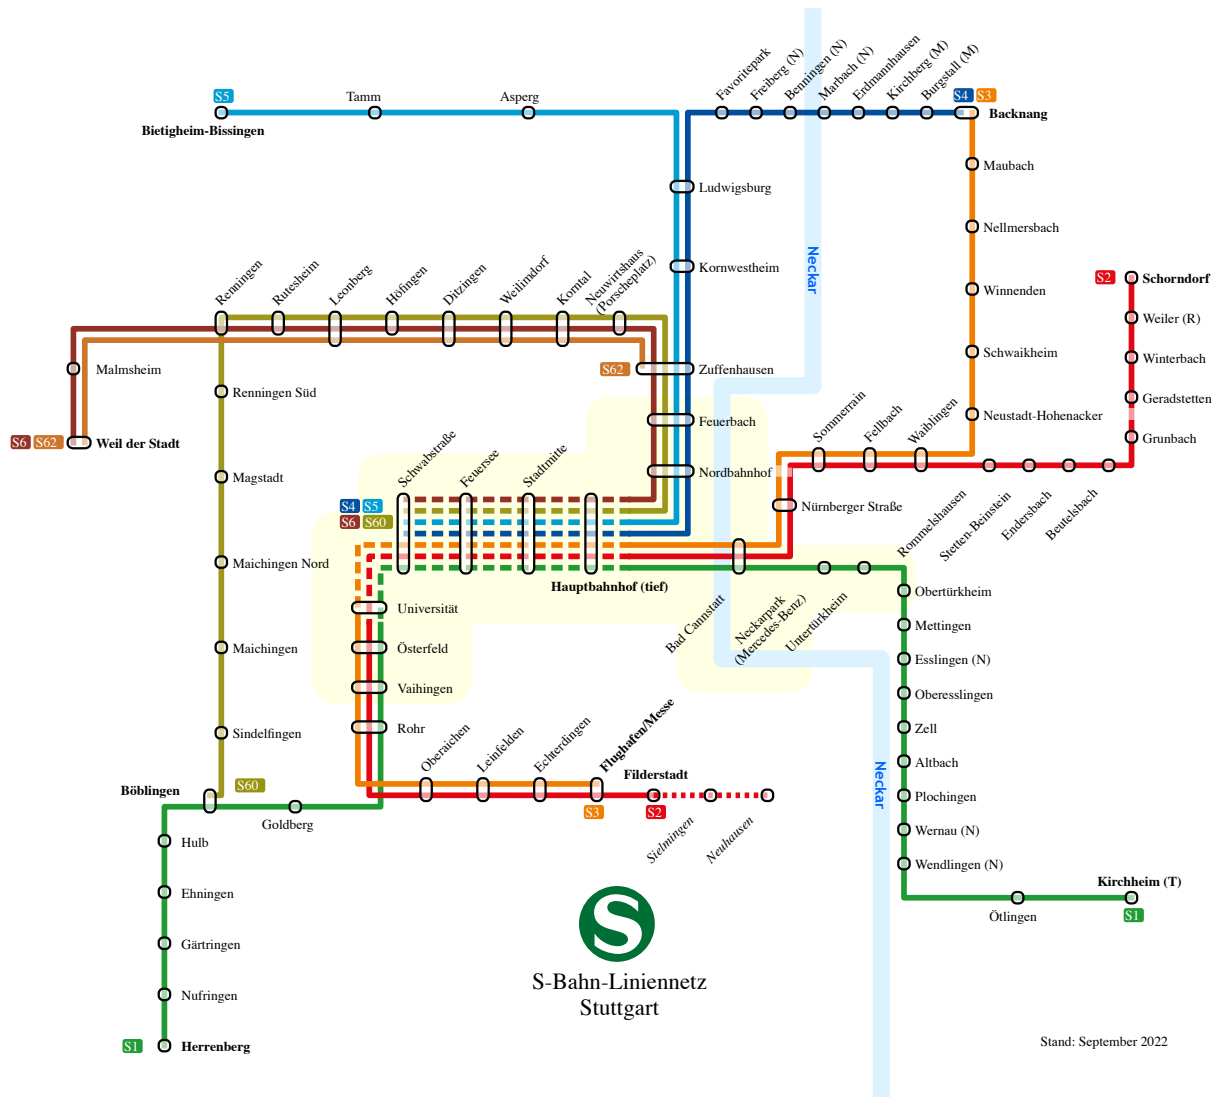 Favoritepark
Freiberg (N)
Benningen (N)
Marbach (N)
Erdmannhausen
Kirchberg (M)
Burgstall (M)
S5
Tamm
Asperg
S4 S3
Bietigheim-Bissingen
Backnang
Maubach
Ludwigsburg
Nellmersbach
Neckar
Kornwestheim
Renningen
Rutesheim
Leonberg
Höfingen
Ditzingen
Weilimdorf
Korntal
Neuwirtshaus
(Porscheplatz)
S2
Schorndorf
Winnenden
Weiler (R)
Schwaikheim
Winterbach
Malmsheim
S62
Zuffenhausen
Renningen Süd
Geradstetten
Neustadt-Hohenacker
Feuerbach
Sommerrain
Fellbach
Waiblingen
Grunbach
S6 S62
Weil der Stadt
Schwabstraße
Feuersee
Stadtmitte
Nordbahnhof
Magstadt
S4 S5
S6 S60
Nürnberger Straße
Rommelshausen
Stetten-Beinstein
Endersbach
Beutelsbach
Maichingen Nord
Hauptbahnhof (tief)
Obertürkheim
Universität
Bad Cannstatt
Neckarpark
(Mercedes-Benz)
Untertürkheim
Mettingen
Maichingen
Österfeld
Esslingen (N)
Vaihingen
Oberesslingen
Sindelfingen
Rohr
Zell
Oberaichen
Leinfelden
Echterdingen
Flughafen/Messe
Altbach
Filderstadt
Neckar
Böblingen
S60
Plochingen
S3
S2
Goldberg
Sielmingen
Neuhausen
Wernau (N)
Hulb
Wendlingen (N)
Kirchheim (T)
Ehningen
Ötlingen
S1
S
Gärtringen
S-Bahn-Liniennetz
Stuttgart
Nufringen
S1
Herrenberg
Stand: September 2022